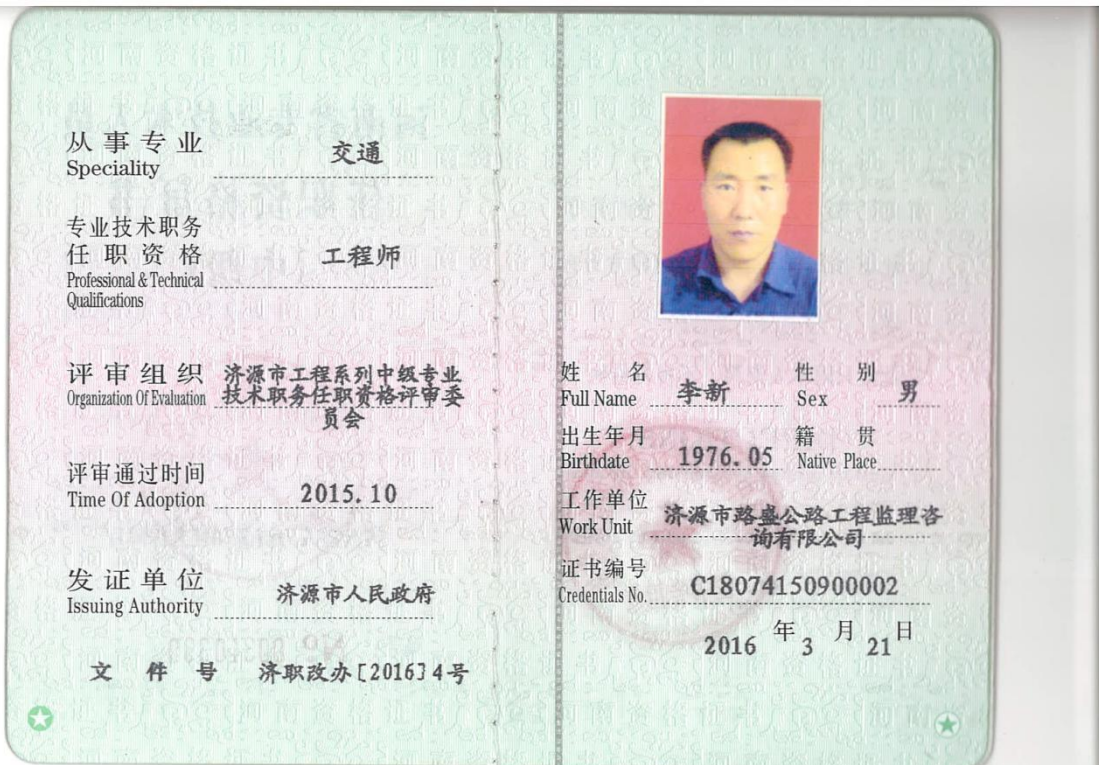 从事专业 交通
Speciality
专业技术职务
任职资格 工程师
Professional & Technical
Qualifications
评审组织 济源市工程系列中级专业
Organization Of Evaluation 技术职务任职资格评审委
员会
评审通过时间
Time Of Adoption 2015.10
发证单位
Issuing Authority 济源市人民政府
文件号 济职改办[2016]4号
姓名 李新 性别 男
Full Name Sex
出生年月 1976.05 籍贯
Birthdate Native Place
工作单位 济源市路盛公路工程监理咨
Work Unit 询有限公司
证书编号
Credentials No. C18074150900002
2016年3月21日